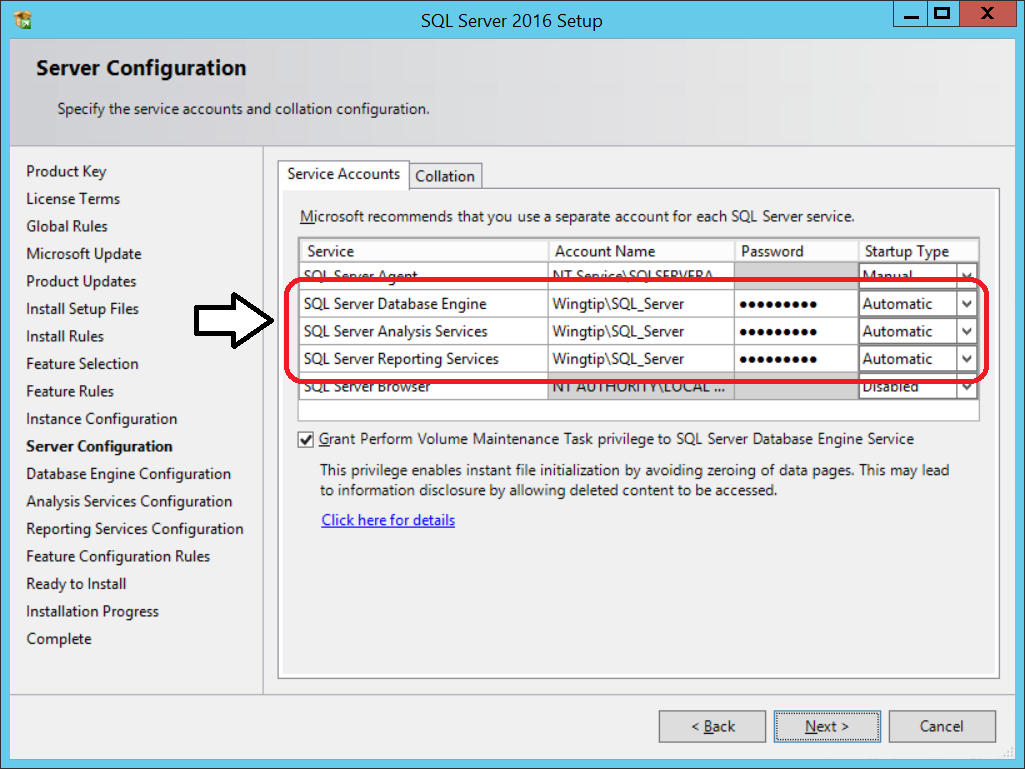 SQL Server 2016 Setup
Server Configuration
Specify the service accounts and collation configuration.
Product Key
License Terms
Global Rules
Microsoft Update
Product Updates
Install Setup Files
Install Rules
Feature Selection
Feature Rules
Instance Configuration
Server Configuration
Database Engine Configuration
Analysis Services Configuration
Reporting Services Configuration
Feature Configuration Rules
Ready to Install
Installation Progress
Complete
Service Accounts Collation
Microsoft recommends that you use a separate account for each SQL Server service.
Service Account Name Password Startup Type
SQL Server Agent NT Service\SQLSERVERA... Manual
SQL Server Database Engine Wingtip\SQL_Server ●●●●●●●●● Automatic
SQL Server Analysis Services Wingtip\SQL_Server ●●●●●●●●● Automatic
SQL Server Reporting Services Wingtip\SQL_Server ●●●●●●●●● Automatic
SQL Server Browser NT AUTHORITY\LOCAL ... Disabled
Grant Perform Volume Maintenance Task privilege to SQL Server Database Engine Service
This privilege enables instant file initialization by avoiding zeroing of data pages. This may lead
to information disclosure by allowing deleted content to be accessed.
Click here for details
< Back Next > Cancel